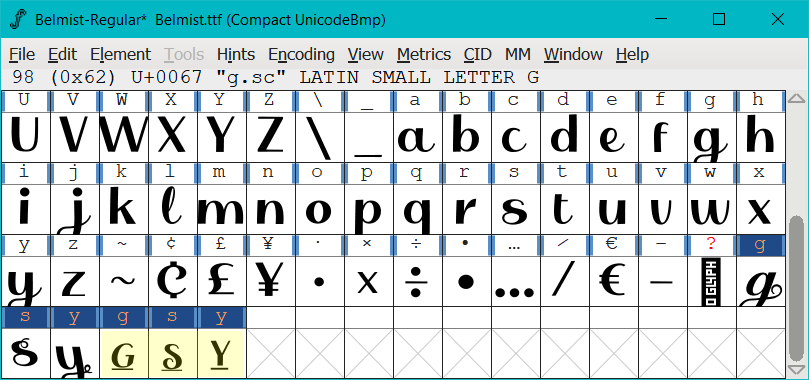 Belmist-Regular*  Belmist.ttf (Compact UnicodeBmp)
File Edit Element Tools Hints Encoding View Metrics CID MM Window Help
98 (0x62) U+0067 "g.sc" LATIN SMALL LETTER G
U V W X Y Z \ _ a b c d e f g h
U V W X Y Z \ _ a b c d e f g h
i j k l m n o p q r s t u v w x
i j k l m n o p q r s t u v w x
y z ~ ¢ £ ¥ · × ÷ • … ⁄ € − ? g
y z ~ ¢ £ ¥ · × ÷ • … ⁄ € − g
s y g s y
s y G S Y